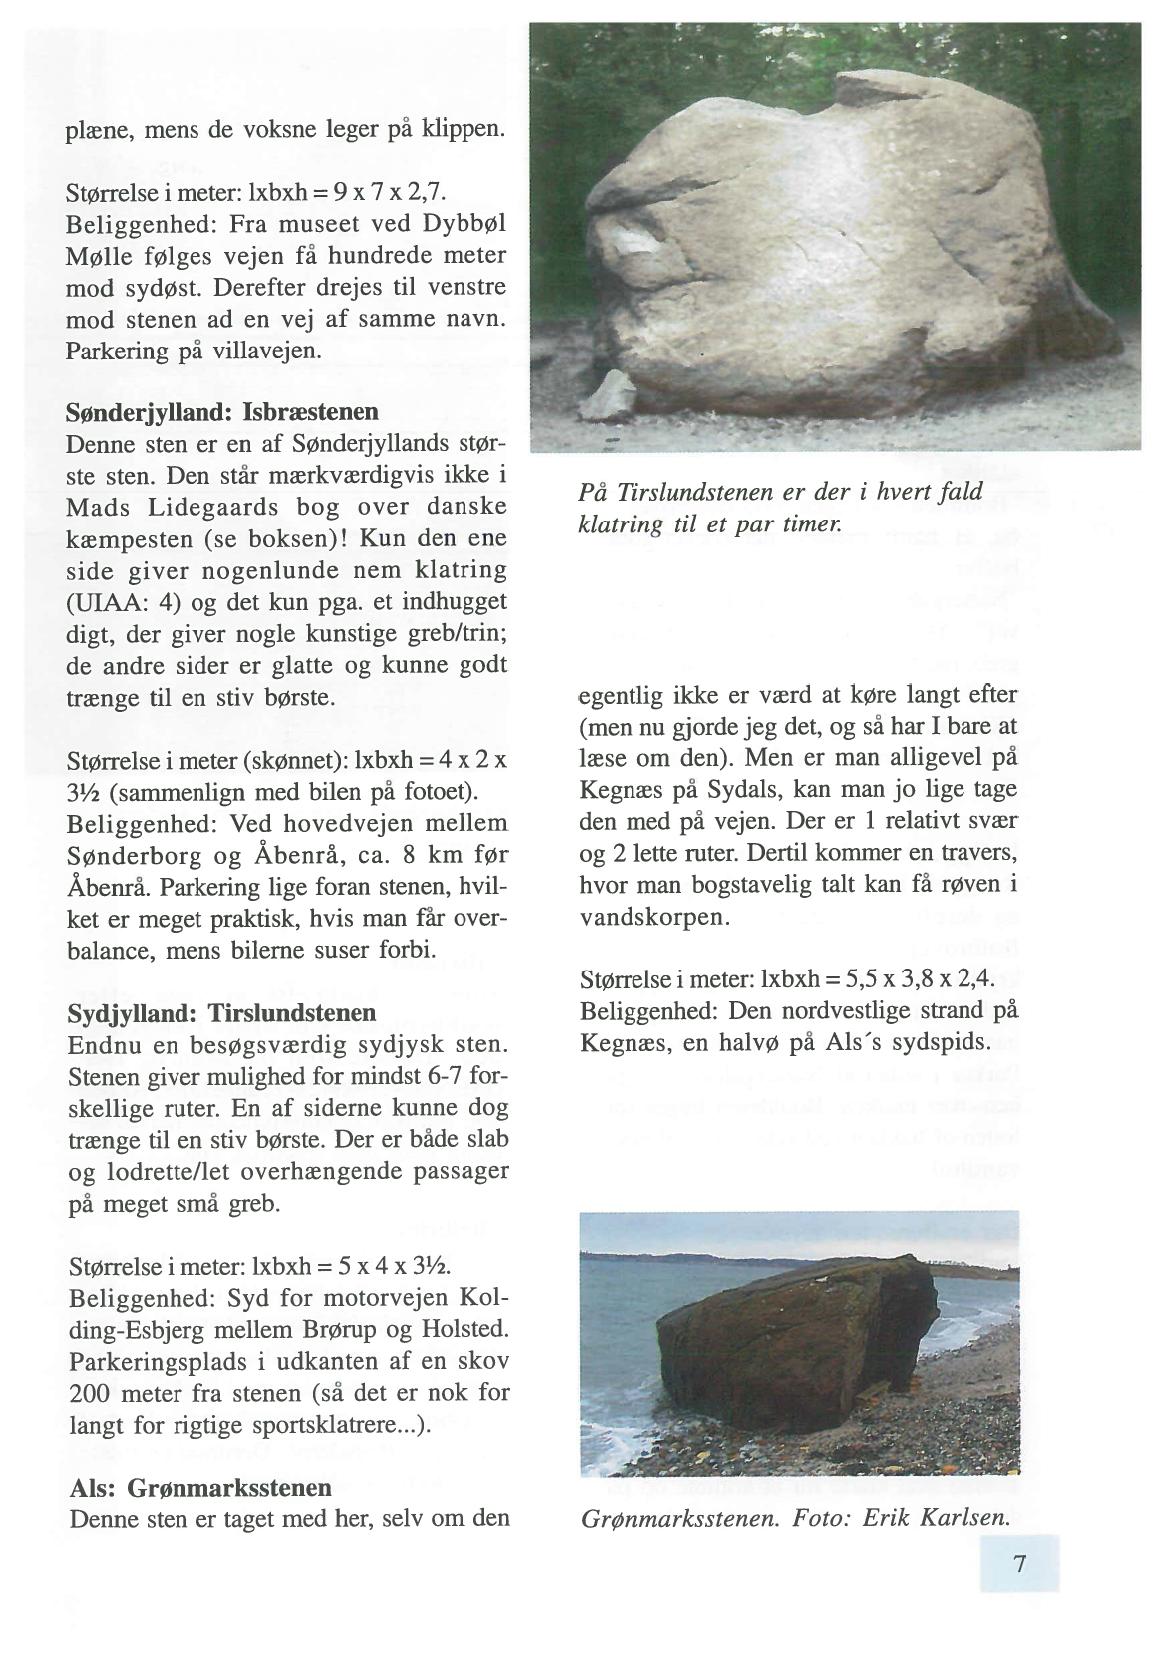 plæne, mens de voksne leger på klippen.
Størrelse i meter: lxbxh = 9 x 7 x 2,7.
Beliggenhed: Fra museet ved Dybbøl
Mølle følges vejen få hundrede meter
mod sydøst. Derefter drejes til venstre
mod stenen ad en vej af samme navn.
Parkering på villavejen.
Sønderjylland: Isbræstenen
Denne sten er en af Sønderjyllands stør-
ste sten. Den står mærkværdigvis ikke i
Mads Lidegaards bog over danske
kæmpesten (se boksen)! Kun den ene
side giver nogenlunde nem klatring
(UIAA: 4) og det kun pga. et indhugget
digt, der giver nogle kunstige greb/trin;
de andre sider er glatte og kunne godt
trænge til en stiv børste.
Størrelse i meter (skønnet): lxbxh = 4 x 2 x
3½ (sammenlign med bilen på fotoet).
Beliggenhed: Ved hovedvejen mellem
Sønderborg og Åbenrå, ca. 8 km før
Åbenrå. Parkering lige foran stenen, hvil-
ket er meget praktisk, hvis man får over-
balance, mens bilerne suser forbi.
Sydjylland: Tirslundstenen
Endnu en besøgsværdig sydjysk sten.
Stenen giver mulighed for mindst 6-7 for-
skellige ruter. En af siderne kunne dog
trænge til en stiv børste. Der er både slab
og lodrette/let overhængende passager
på meget små greb.
Størrelse i meter: lxbxh = 5 x 4 x 3½.
Beliggenhed: Syd for motorvejen Kol-
ding-Esbjerg mellem Brørup og Holsted.
Parkeringsplads i udkanten af en skov
200 meter fra stenen (så det er nok for
langt for rigtige sportsklatrere...).
Als: Grønmarksstenen
Denne sten er taget med her, selv om den
På Tirslundstenen er der i hvert fald
klatring til et par timer.
egentlig ikke er værd at køre langt efter
(men nu gjorde jeg det, og så har I bare at
læse om den). Men er man alligevel på
Kegnæs på Sydals, kan man jo lige tage
den med på vejen. Der er 1 relativt svær
og 2 lette ruter. Dertil kommer en travers,
hvor man bogstavelig talt kan få røven i
vandskorpen.
Størrelse i meter: lxbxh = 5,5 x 3,8 x 2,4.
Beliggenhed: Den nordvestlige strand på
Kegnæs, en halvø på Als´s sydspids.
Grønmarksstenen. Foto: Erik Karlsen.
7